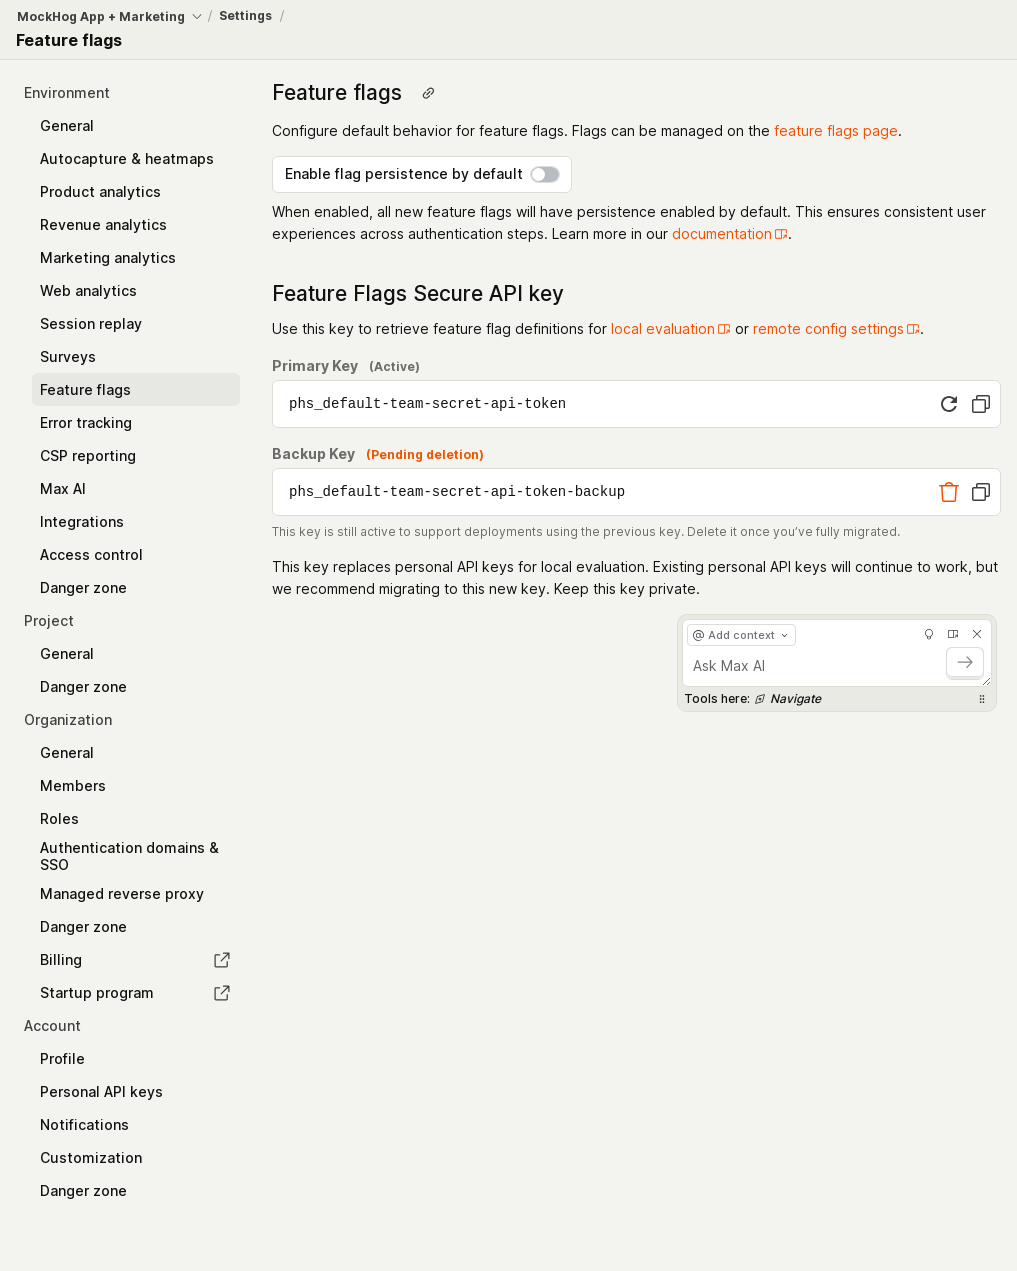 MockHog App + Marketing / Settings /
Feature flags
Environment
General
Autocapture & heatmaps
Product analytics
Revenue analytics
Marketing analytics
Web analytics
Session replay
Surveys
Feature flags
Error tracking
CSP reporting
Max AI
Integrations
Access control
Danger zone
Project
General
Danger zone
Organization
General
Members
Roles
Authentication domains &
SSO
Managed reverse proxy
Danger zone
Billing
Startup program
Account
Profile
Personal API keys
Notifications
Customization
Danger zone
Feature flags
Configure default behavior for feature flags. Flags can be managed on the feature flags page.
Enable flag persistence by default
When enabled, all new feature flags will have persistence enabled by default. This ensures consistent user
experiences across authentication steps. Learn more in our documentation.
Feature Flags Secure API key
Use this key to retrieve feature flag definitions for local evaluation or remote config settings.
Primary Key (Active)
phs_default-team-secret-api-token
Backup Key (Pending deletion)
phs_default-team-secret-api-token-backup
This key is still active to support deployments using the previous key. Delete it once you’ve fully migrated.
This key replaces personal API keys for local evaluation. Existing personal API keys will continue to work, but
we recommend migrating to this new key. Keep this key private.
@ Add context
Ask Max AI
Tools here: Navigate